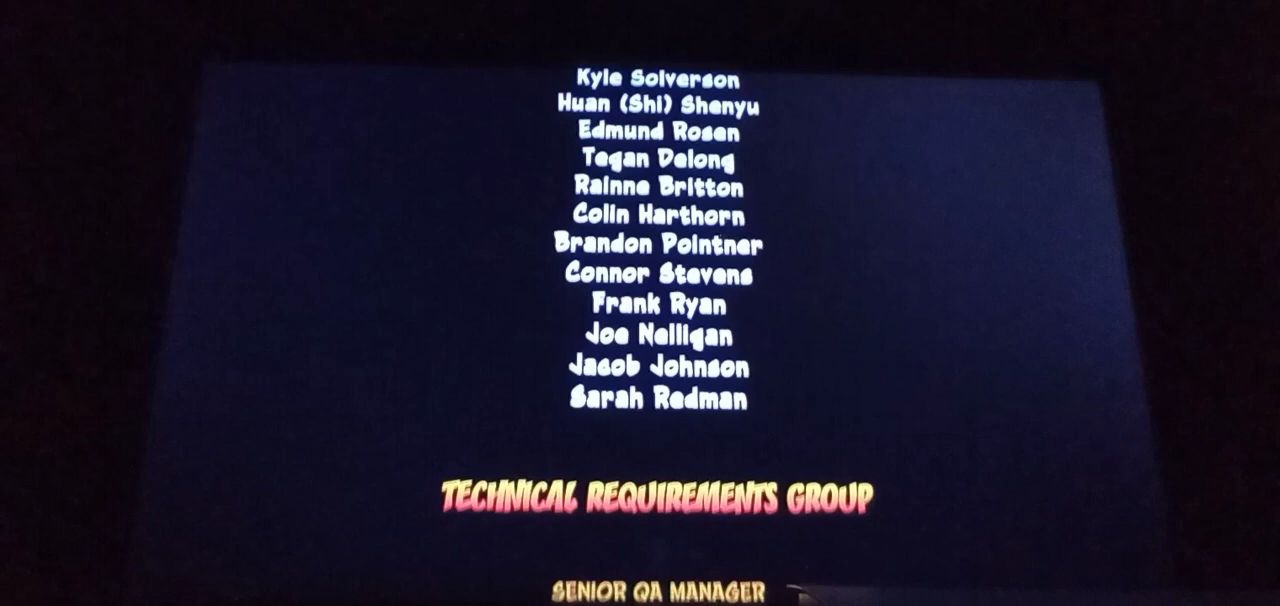 Kyle Solverson
Huan (Shi) Shenyu
Edmund Rosen
Tegan Delong
Rainne Britton
Colin Harthorn
Brandon Pointner
Connor Stevens
Frank Ryan
Joe Nelligan
Jacob Johnson
Sarah Redman
TECHNICAL REQUIREMENTS GROUP
SENIOR QA MANAGER